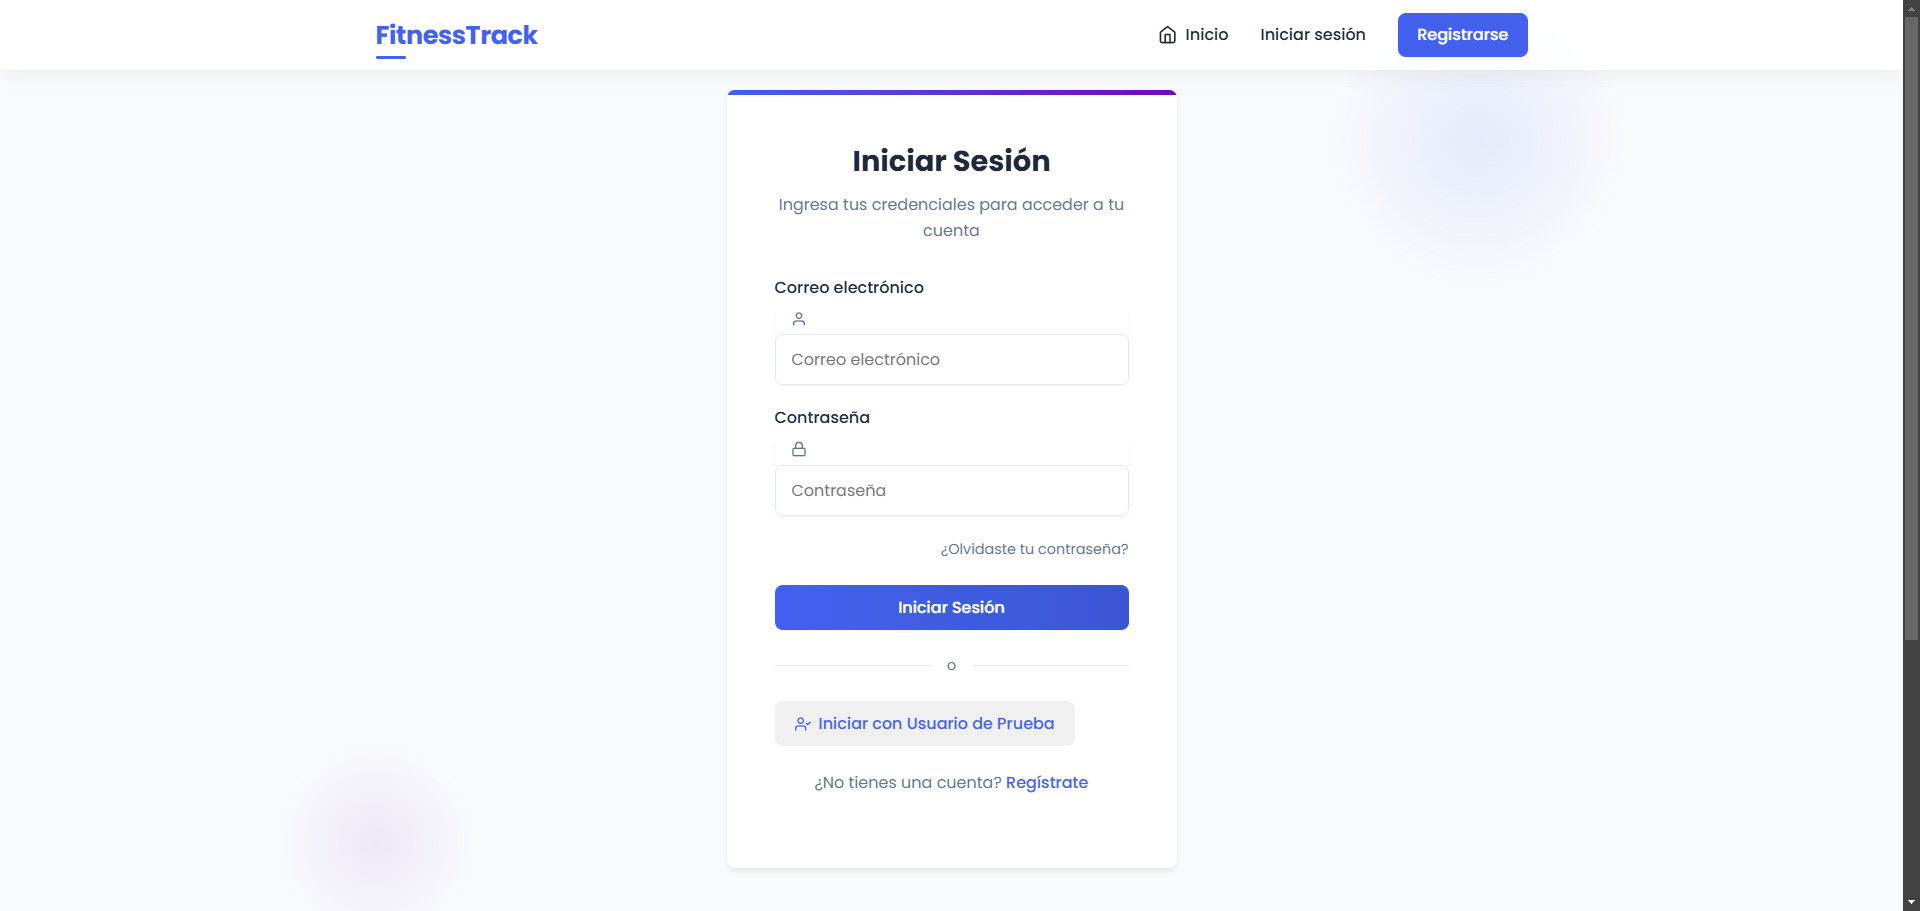 FitnessTrack
Inicio
Iniciar sesión
Registrarse
Iniciar Sesión
Ingresa tus credenciales para acceder a tu
cuenta
Correo electrónico
Correo electrónico
Contraseña
Contraseña
¿Olvidaste tu contraseña?
Iniciar Sesión
o
Iniciar con Usuario de Prueba
¿No tienes una cuenta? Regístrate